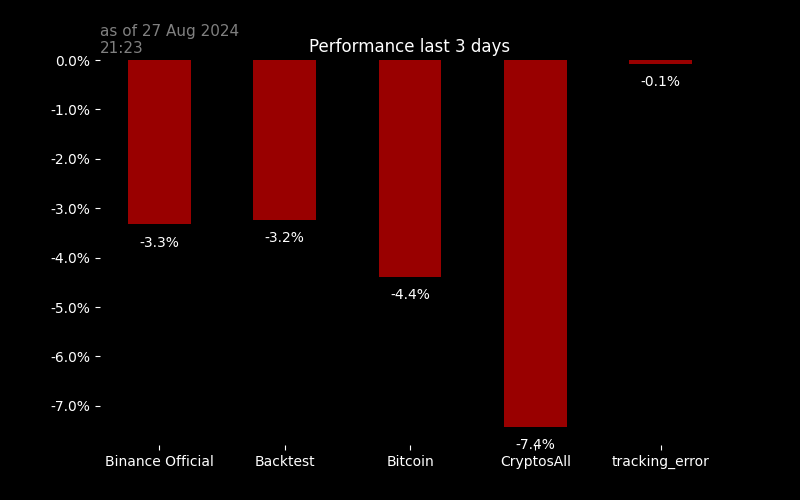 as of 27 Aug 2024
21:23
Performance last 3 days
0.0%
-1.0%
-2.0%
-3.0%
-4.0%
-5.0%
-6.0%
-7.0%
-3.3%
-3.2%
-4.4%
-7.4%
-0.1%
Binance Official
Backtest
Bitcoin
CryptosAll
tracking_error